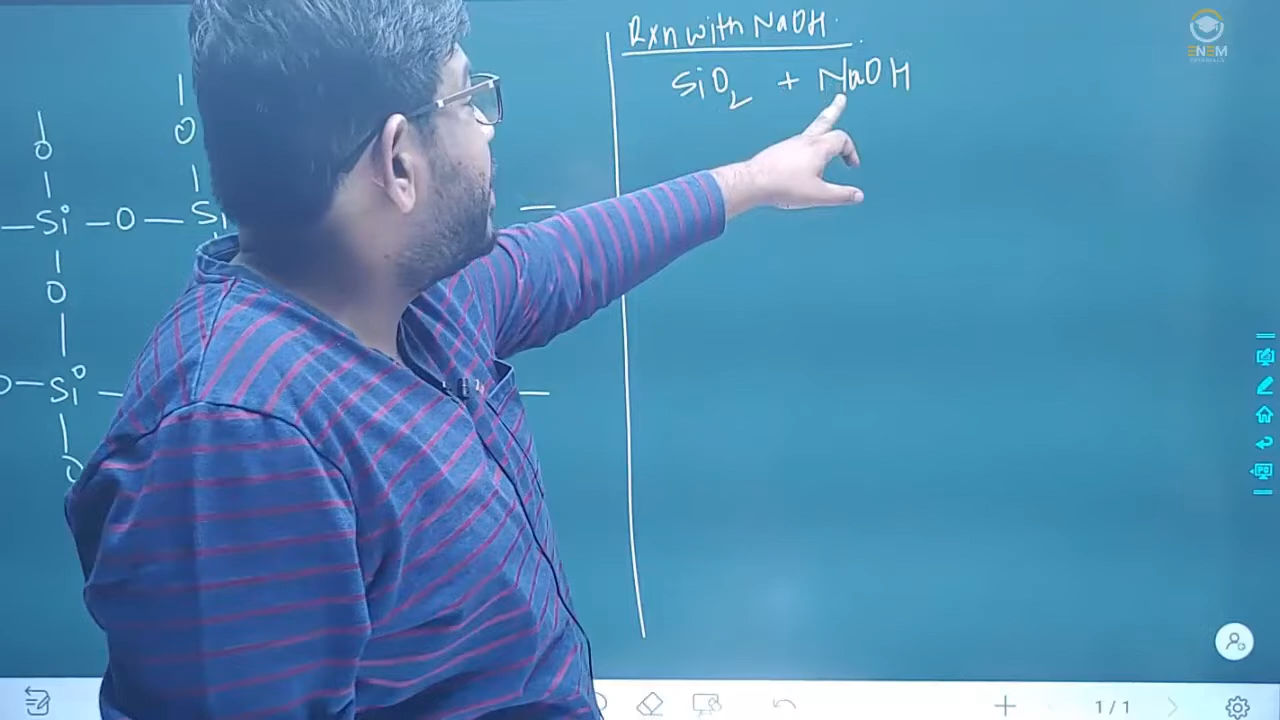 Rxn with NaOH.
SiO2 + NaOH
O
O
Si - O - Si
O
O - Si O
O
ENEM
1/1